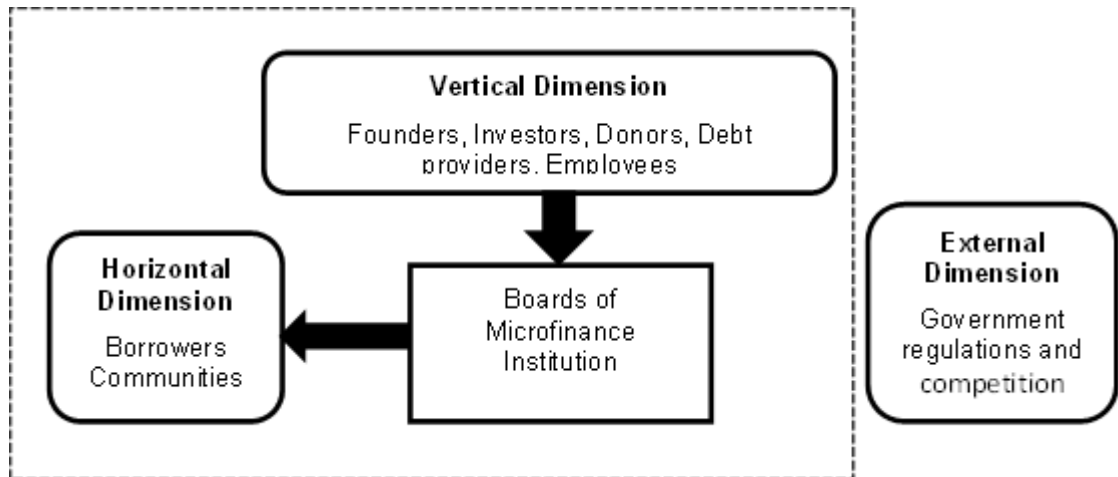 Vertical Dimension
Founders, Investors, Donors, Debt
providers, Employees
Horizontal
Dimension
Borrowers
Communities
Boards of
Microfinance
Institution
External
Dimension
Government
regulations and
competition